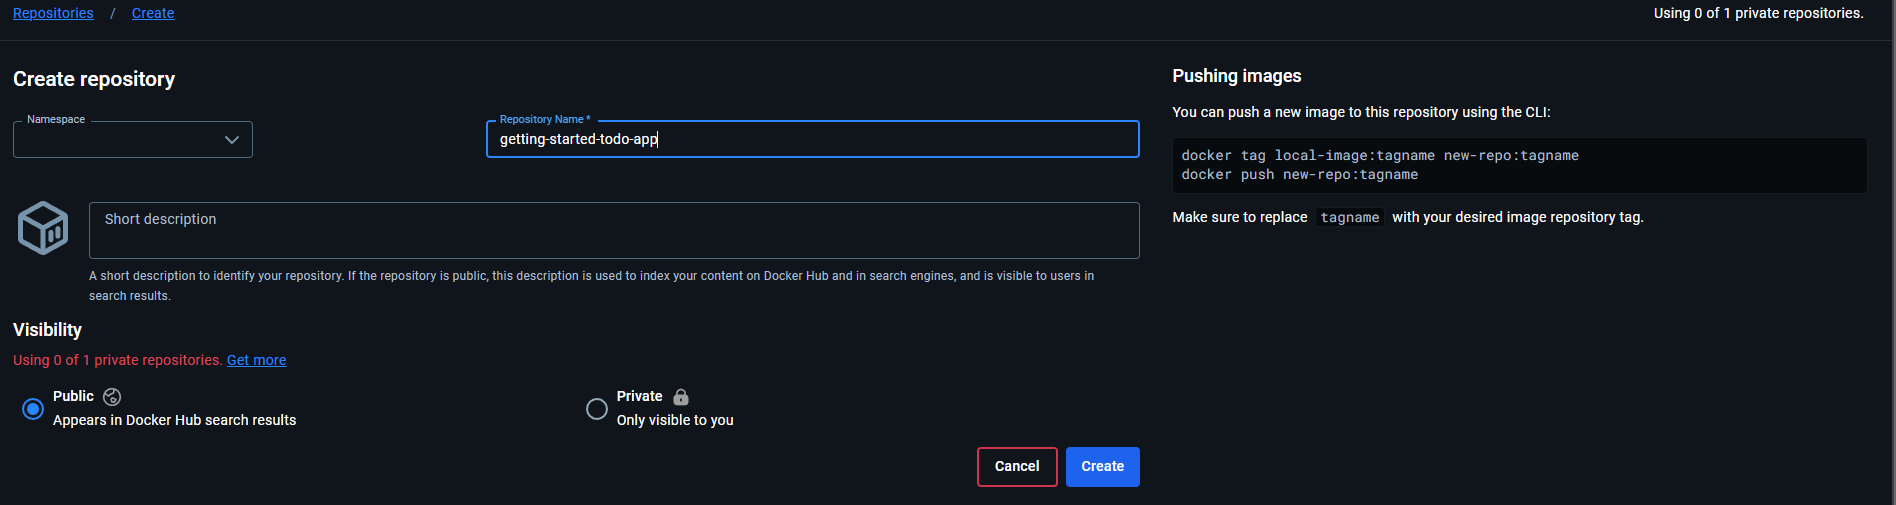 Repositories / Create
Using 0 of 1 private repositories.
Create repository
Namespace
Repository Name *
getting-started-todo-app
Short description
A short description to identify your repository. If the repository is public, this description is used to index your content on Docker Hub and in search engines, and is visible to users in
search results.
Visibility
Using 0 of 1 private repositories. Get more
Public
Appears in Docker Hub search results
Private
Only visible to you
Cancel
Create
Pushing images
You can push a new image to this repository using the CLI:
docker tag local-image:tagname new-repo:tagname
docker push new-repo:tagname
Make sure to replace tagname with your desired image repository tag.